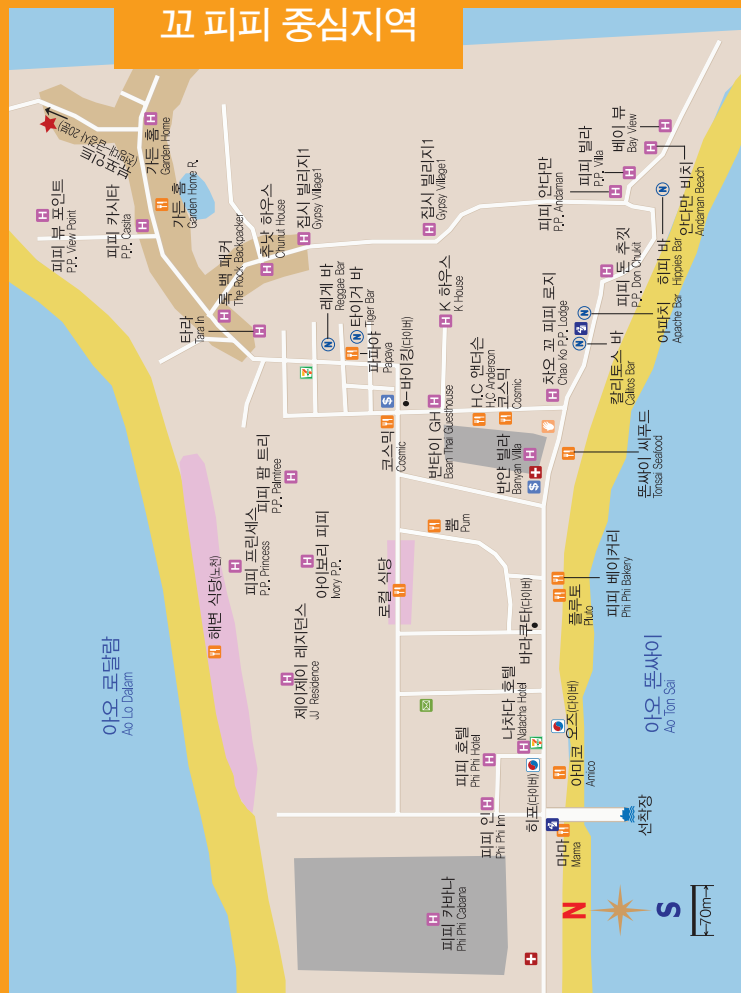 꼬 피피 중심지역
뷰포인트
(전망대-급경사 20분)
피피 뷰 포인트
P.P. View Point
피피 카시타
P.P. Casita
가든 홈
Garden Home
가든 홈
Garden Home R.
록 백 패커
The Rock Backpacker
추낫 하우스
Chunut House
집시 빌리지1
Gypsy Village1
집시 빌리지1
Gypsy Village1
타라
Tara In
레게 바
Reggae Bar
타이거 바
Tiger Bar
파파야
Papaya
바이킹(다이버)
K 하우스
K House
피피 안다만
P.P. Andaman
피피 빌라
P.P. Villa
베이 뷰
Bay View
안다만 비치
Andaman Beach
히피 바
Hippies Bar
피피 돈 추낏
P.P. Don Chukit
아파치
Apache Bar
칼리토스 바
Calitos Bar
차오 꼬 피피 로지
Chao Ko P.P. Lodge
H.C 앤더슨
H.C Anderson
코스믹
Cosmic
반타이 GH
Baan Thai Guesthouse
코스믹
Cosmic
반얀 빌라
Banyan Villa
똔싸이 씨푸드
Tonsai Seafood
피피 팜 트리
P.P. Palmtree
피피 프린세스
P.P. Princess
해변 식당(노천)
아이보리 피피
Ivory P.P.
제이제이 레지던스
JJ Residence
로컬 식당
뿜
Pum
바라쿠타(다이버)
플루토
Pluto
피피 베이커리
Phi Phi Bakery
아오 로달람
Ao Lo Dalam
아오 똔싸이
Ao Ton Sai
나차다 호텔
Natacha Hotel
피피 호텔
Phi Phi Hotel
피피 인
Phi Phi Inn
히포(다이버)
아미코
Amico
오즈(다이버)
마마
Mama
선착장
피피 카바나
Phi Phi Cabana
N
S
70m